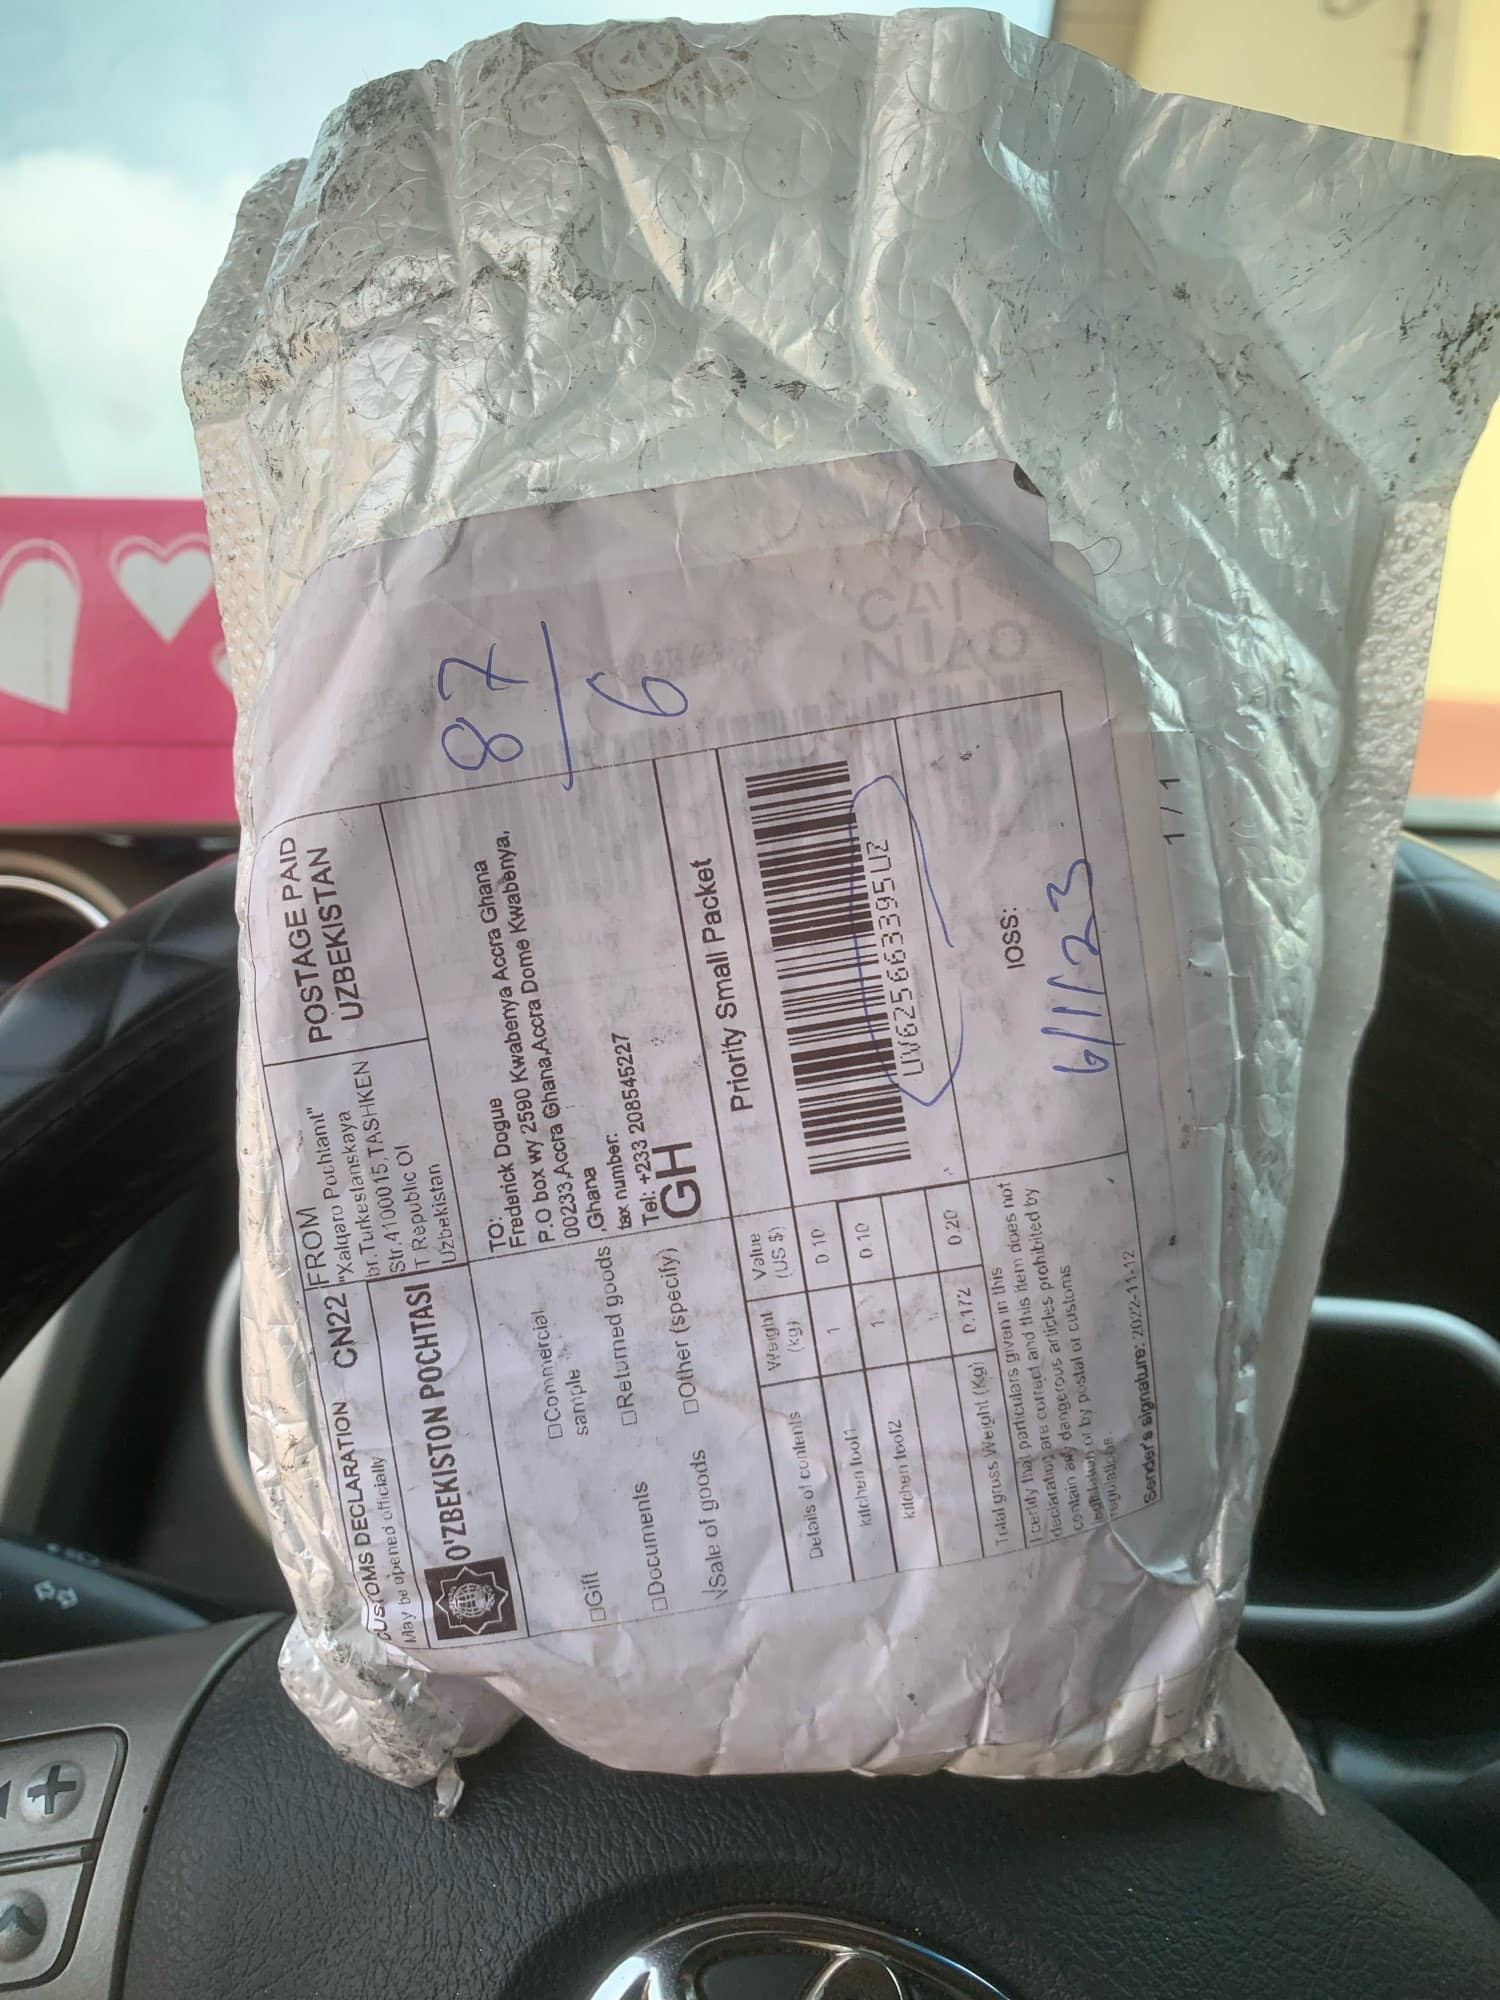 CUSTOMS DECLARATION CN22
May be opened officially
O'ZBEKISTON POCHTASI
FROM
"Xalqaro Pochtamt"
br.Turkestanskaya
Str,4100015,TASHKEN
T Republic Of
Uzbekistan
POSTAGE PAID
UZBEKISTAN
87
6
□Gift
□Commercial
sample
□Documents
□Returned goods
√Sale of goods
□Other (specify)
TO:
Frederick Dogue
P.O box wy 2590 Kwabenya Accra Ghana
00233,Accra Ghana,Accra Dome Kwabenya,
,Ghana
tax number:
Tel: +233 208545227
GH
Priority Small Packet
Details of contents
Weight
(kg)
Value
(US $)
kitchen tool1 1 0.10
kitchen tool2 1 0.10
Total gross Weight (Kg) 0.172 0.20
UV625663395UZ
I certify that particulars given in this
declaration are correct and this item does not
contain any dangerous articles prohibited by
legislation or by postal or customs
regulations.
Sender's signature: 2022-11-12
IOSS:
6/1/23
1 / 1
CAI
NIAO